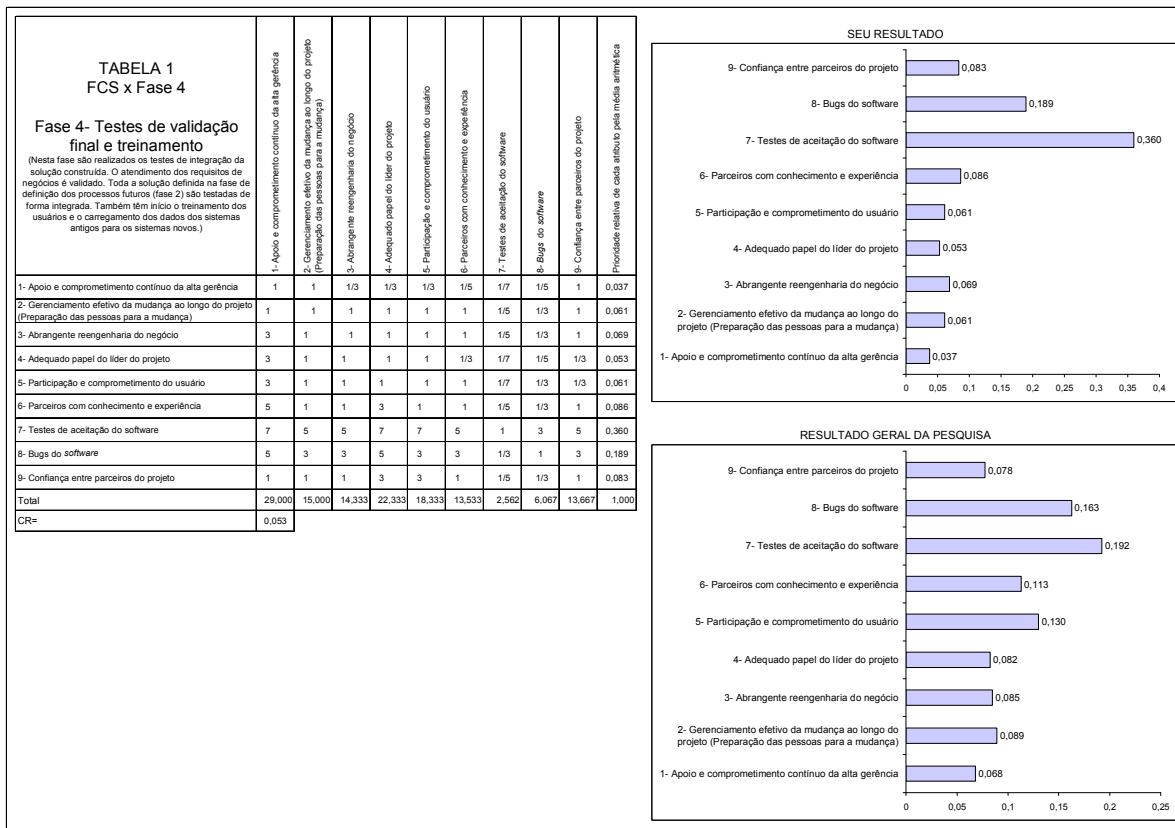 TABELA 1
FCS x Fase 4
Fase 4- Testes de validação
final e treinamento
(Nesta fase são realizados os testes de integração da
solução construída. O atendimento dos requisitos de
negócios é validado. Toda a solução definida na fase de
definição dos processos futuros (fase 2) são testadas de
forma integrada. Também têm início o treinamento dos
usuários e o carregamento dos dados dos sistemas
antigos para os sistemas novos.)
1- Apoio e comprometimento contínuo da alta gerência
2- Gerenciamento efetivo da mudança ao longo do projeto
(Preparação das pessoas para a mudança)
3- Abrangente reengenharia do negócio
4- Adequado papel do líder do projeto
5- Participação e comprometimento do usuário
6- Parceiros com conhecimento e experiência
7- Testes de aceitação do software
8- Bugs do software
9- Confiança entre parceiros do projeto
Prioridade relativa de cada atributo pela média aritmética
1- Apoio e comprometimento contínuo da alta gerência 1 1 1/3 1/3 1/3 1/5 1/7 1/5 1 0,037
2- Gerenciamento efetivo da mudança ao longo do projeto
(Preparação das pessoas para a mudança) 1 1 1 1 1 1 1/5 1/3 1 0,061
3- Abrangente reengenharia do negócio 3 1 1 1 1 1 1/5 1/3 1 0,069
4- Adequado papel do líder do projeto 3 1 1 1 1 1/3 1/7 1/5 1/3 0,053
5- Participação e comprometimento do usuário 3 1 1 1 1 1 1/7 1/3 1/3 0,061
6- Parceiros com conhecimento e experiência 5 1 1 3 1 1 1/5 1/3 1 0,086
7- Testes de aceitação do software 7 5 5 7 7 5 1 3 5 0,360
8- Bugs do software 5 3 3 5 3 3 1/3 1 3 0,189
9- Confiança entre parceiros do projeto 1 1 1 3 3 1 1/5 1/3 1 0,083
Total 29,000 15,000 14,333 22,333 18,333 13,533 2,562 6,067 13,667 1,000
CR= 0,053
SEU RESULTADO
9- Confiança entre parceiros do projeto 0,083
8- Bugs do software 0,189
7- Testes de aceitação do software 0,360
6- Parceiros com conhecimento e experiência 0,086
5- Participação e comprometimento do usuário 0,061
4- Adequado papel do líder do projeto 0,053
3- Abrangente reengenharia do negócio 0,069
2- Gerenciamento efetivo da mudança ao longo do
projeto (Preparação das pessoas para a mudança) 0,061
1- Apoio e comprometimento contínuo da alta gerência 0,037
0 0,05 0,1 0,15 0,2 0,25 0,3 0,35 0,4
RESULTADO GERAL DA PESQUISA
9- Confiança entre parceiros do projeto 0,078
8- Bugs do software 0,163
7- Testes de aceitação do software 0,192
6- Parceiros com conhecimento e experiência 0,113
5- Participação e comprometimento do usuário 0,130
4- Adequado papel do líder do projeto 0,082
3- Abrangente reengenharia do negócio 0,085
2- Gerenciamento efetivo da mudança ao longo do
projeto (Preparação das pessoas para a mudança) 0,089
1- Apoio e comprometimento contínuo da alta gerência 0,068
0 0,05 0,1 0,15 0,2 0,25